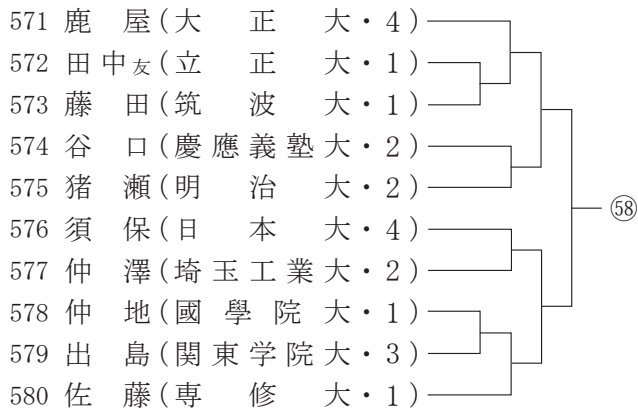 571 鹿屋(大正大・4)
572 田中友(立正大・1)
573 藤田(筑波大・1)
574 谷口(慶應義塾大・2)
575 猪瀬(明治大・2)
576 須保(日本大・4)
577 仲澤(埼玉工業大・2)
578 仲地(國學院大・1)
579 出島(関東学院大・3)
580 佐藤(専修大・1)
㊽